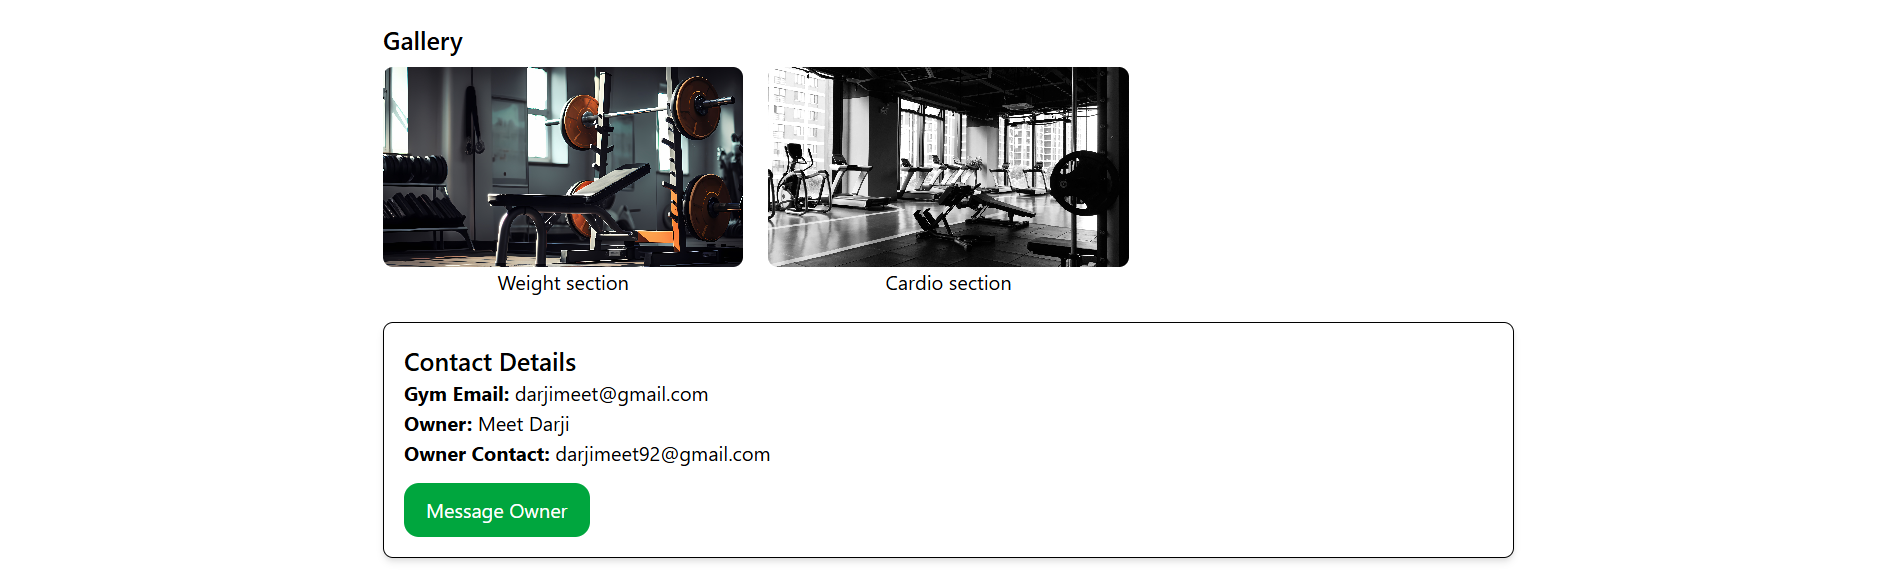 Gallery
Weight section
Cardio section
Contact Details
Gym Email: darjimeet@gmail.com
Owner: Meet Darji
Owner Contact: darjimeet92@gmail.com
Message Owner